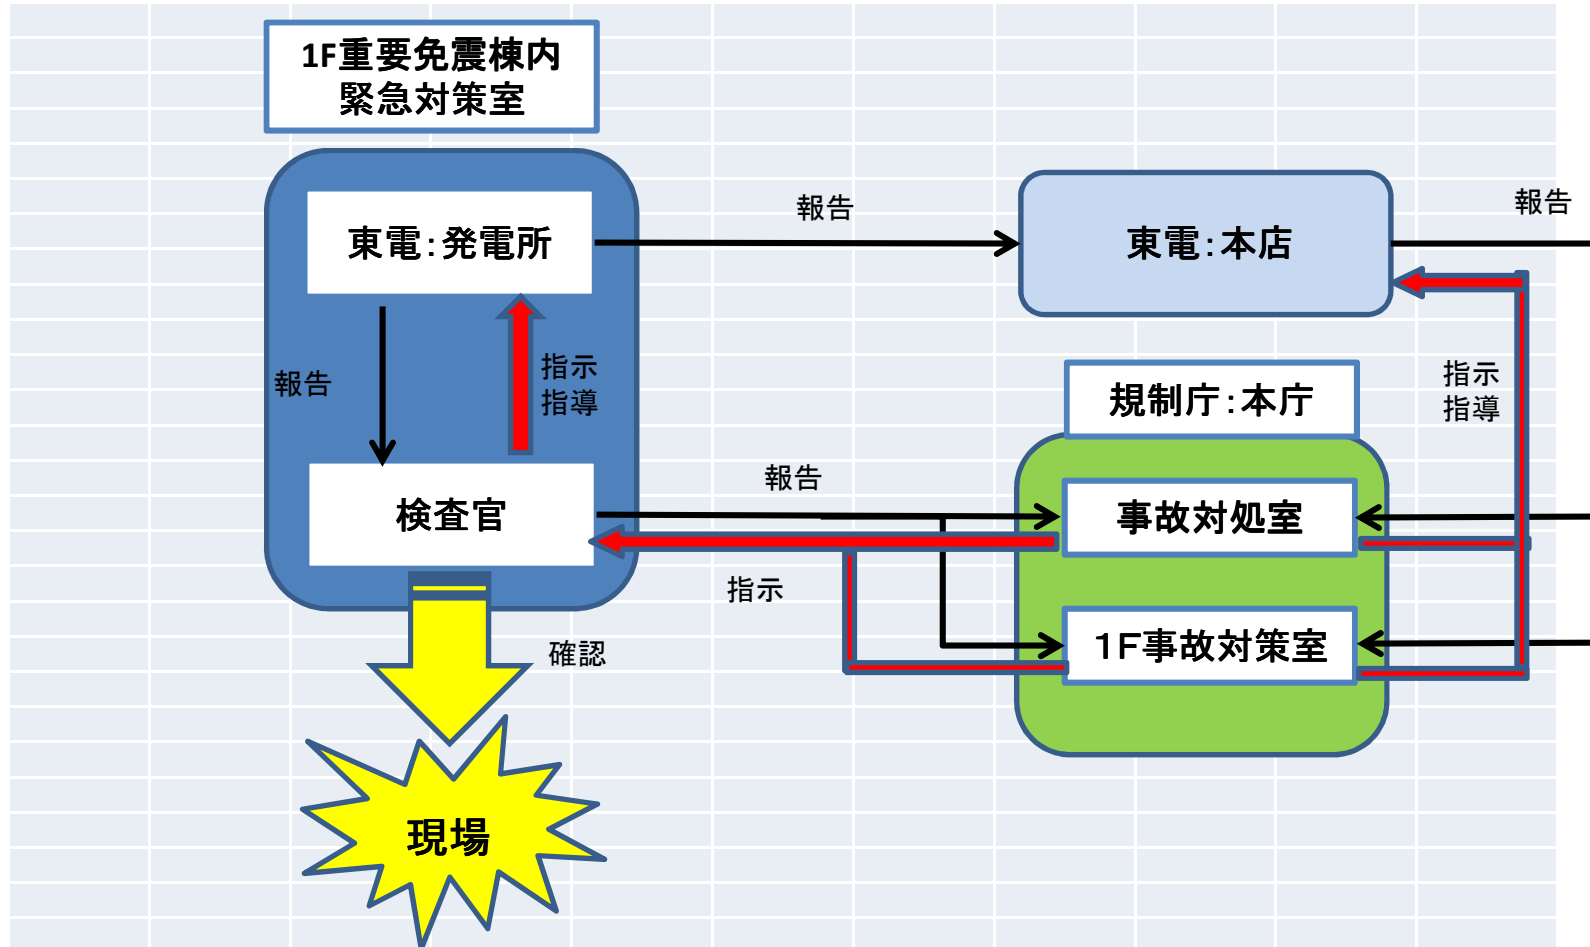 1F重要免震棟内
緊急対策室
東電:発電所
報告
東電:本店
報告
報告
指示
指導
規制庁:本庁
指示
指導
検査官
報告
事故対処室
指示
1F事故対策室
確認
現場